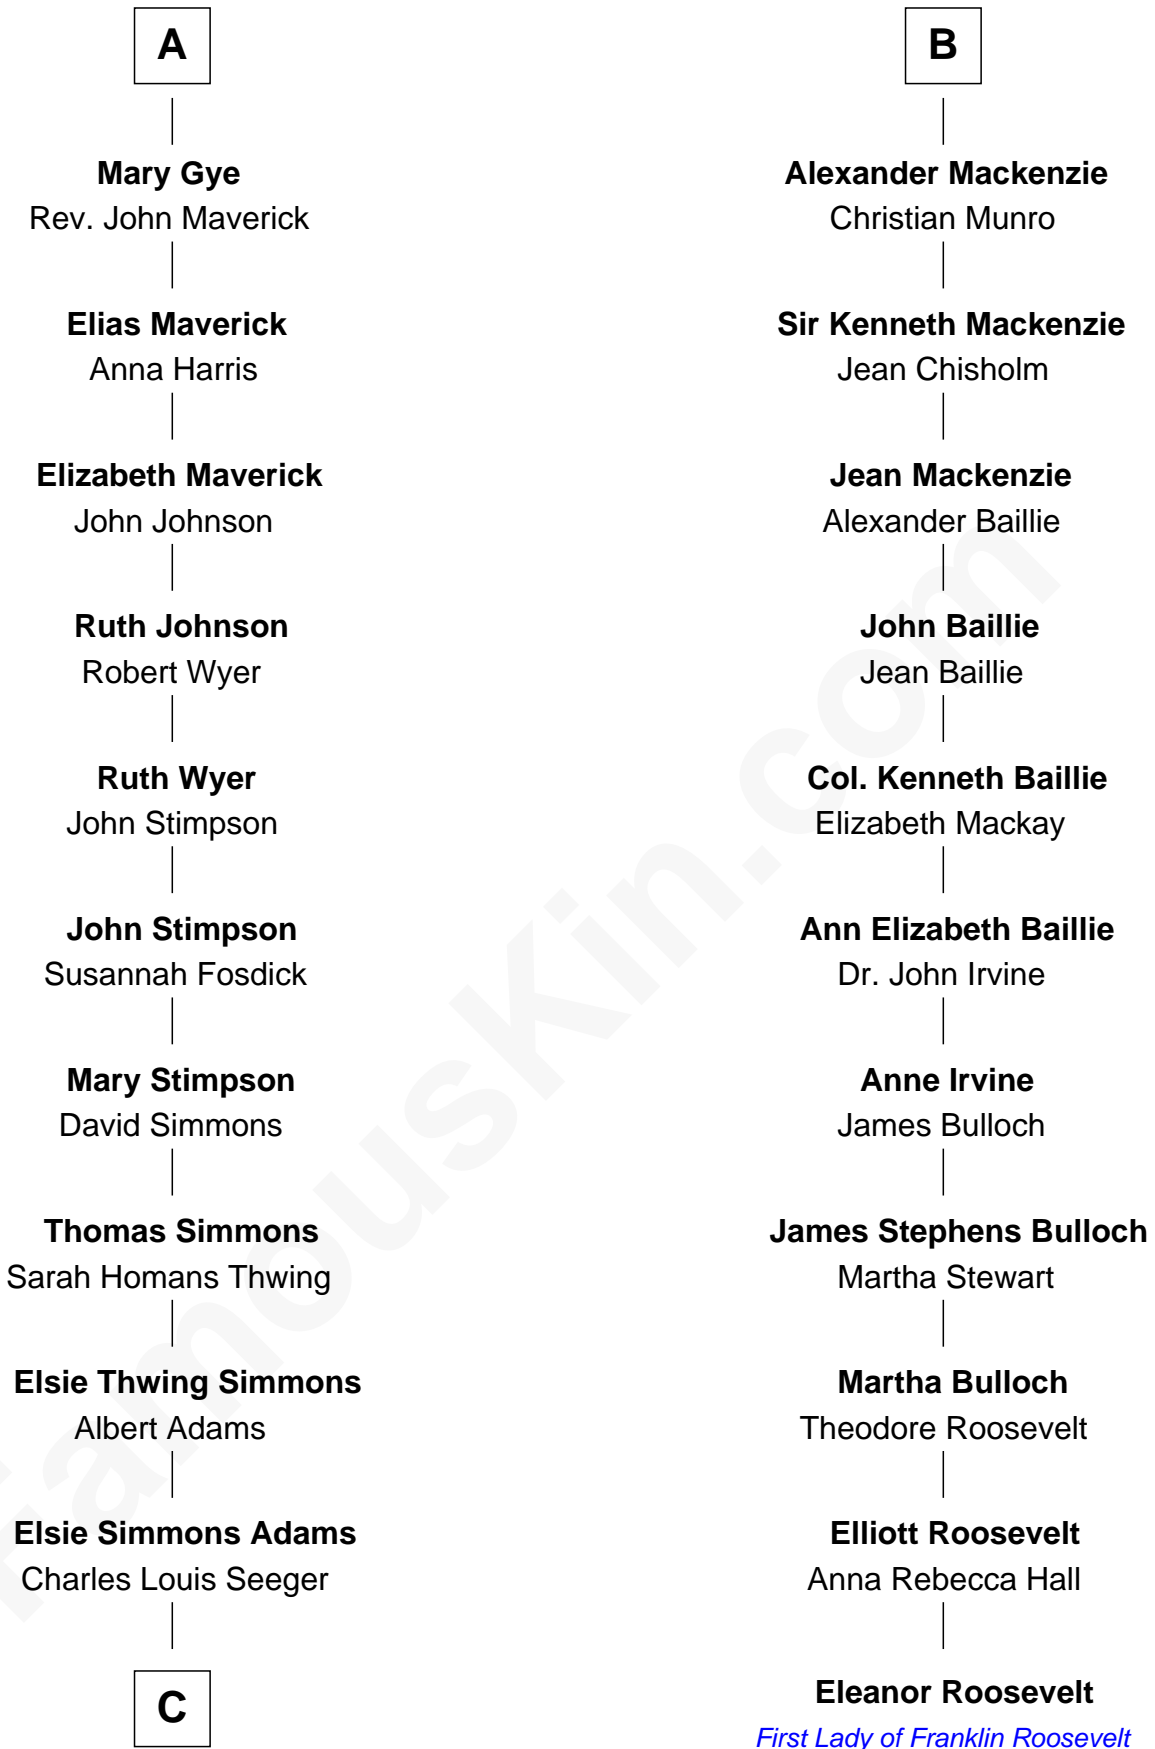 A
Mary Gye
Rev. John Maverick
Elias Maverick
Anna Harris
Elizabeth Maverick
John Johnson
Ruth Johnson
Robert Wyer
Ruth Wyer
John Stimpson
John Stimpson
Susannah Fosdick
Mary Stimpson
David Simmons
Thomas Simmons
Sarah Homans Thwing
Elsie Thwing Simmons
Albert Adams
Elsie Simmons Adams
Charles Louis Seeger
C
B
Alexander Mackenzie
Christian Munro
Sir Kenneth Mackenzie
Jean Chisholm
Jean Mackenzie
Alexander Baillie
John Baillie
Jean Baillie
Col. Kenneth Baillie
Elizabeth Mackay
Ann Elizabeth Baillie
Dr. John Irvine
Anne Irvine
James Bulloch
James Stephens Bulloch
Martha Stewart
Martha Bulloch
Theodore Roosevelt
Elliott Roosevelt
Anna Rebecca Hall
Eleanor Roosevelt
First Lady of Franklin Roosevelt
FamousKin.com